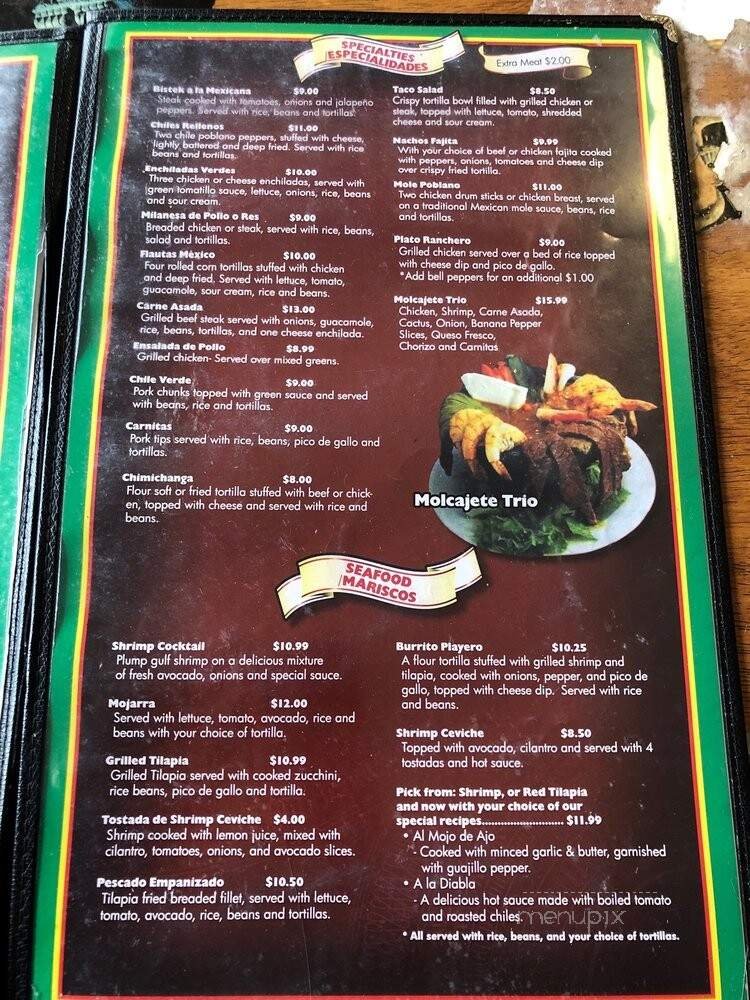 SPECIALTIES
/ESPECIALIDADES
Extra Meat $2.00
Bistek a la Mexicana $9.00
Steak cooked with tomatoes, onions and jalapeño
peppers. Served with rice, beans and tortillas.
Chiles Rellenos $11.00
Two chile poblano peppers, stuffed with cheese,
lightly battered and deep fried. Served with rice
beans and tortillas.
Enchiladas Verdes $10.00
Three chicken or cheese enchiladas, served with
green tomatillo sauce, lettuce, onions, rice, beans
and sour cream.
Milanesa de Pollo o Res $9.00
Breaded chicken or steak, served with rice, beans,
salad and tortillas.
Flautas México $10.00
Four rolled corn tortillas stuffed with chicken
and deep fried. Served with lettuce, tomato,
guacamole, sour cream, rice and beans.
Carne Asada $13.00
Grilled beef steak served with onions, guacamole,
rice, beans, tortillas, and one cheese enchilada.
Ensalada de Pollo $8.99
Grilled chicken- Served over mixed greens.
Chile Verde $9.00
Pork chunks topped with green sauce and served
with beans, rice and tortillas.
Carnitas $9.00
Pork tips served with rice, beans, pico de gallo and
tortillas.
Chimichanga $8.00
Flour soft or fried tortilla stuffed with beef or chick-
en, topped with cheese and served with rice and
beans.
Taco Salad $8.50
Crispy tortilla bowl filled with grilled chicken or
steak, topped with lettuce, tomato, shredded
cheese and sour cream.
Nachos Fajita $9.99
With your choice of beef or chicken fajita cooked
with peppers, onions, tomatoes and cheese dip
over crispy fried tortilla.
Mole Poblano $11.00
Two chicken drum sticks or chicken breast, served
on a traditional Mexican mole sauce, beans, rice
and tortillas.
Plato Ranchero $9.00
Grilled chicken served over a bed of rice topped
with cheese dip and pico de gallo.
*Add bell peppers for an additional $1.00
Molcajete Trio $15.99
Chicken, Shrimp, Carne Asada,
Cactus, Onion, Banana Pepper
Slices, Queso Fresco,
Chorizo and Carnitas
Molcajete Trio
SEAFOOD
/MARISCOS
Shrimp Cocktail $10.99
Plump gulf shrimp on a delicious mixture
of fresh avocado, onions and special sauce.
Mojarra $12.00
Served with lettuce, tomato, avocado, rice and
beans with your choice of tortilla.
Grilled Tilapia $10.99
Grilled Tilapia served with cooked zucchini,
rice beans, pico de gallo and tortilla.
Tostada de Shrimp Ceviche $4.00
Shrimp cooked with lemon juice, mixed with
cilantro, tomatoes, onions, and avocado slices.
Pescado Empanizado $10.50
Tilapia fried breaded fillet, served with lettuce,
tomato, avocado, rice, beans and tortillas.
Burrito Playero $10.25
A flour tortilla stuffed with grilled shrimp and
tilapia, cooked with onions, pepper, and pico de
gallo, topped with cheese dip. Served with rice
and beans.
Shrimp Ceviche $8.50
Topped with avocado, cilantro and served with 4
tostadas and hot sauce.
Pick from: Shrimp, or Red Tilapia
and now with your choice of our
special recipes......................... $11.99
• Al Mojo de Ajo
- Cooked with minced garlic & butter, garnished
with guajillo pepper.
• A la Diabla
- A delicious hot sauce made with boiled tomato
and roasted chiles.
menupix
* All served with rice, beans, and your choice of tortillas.